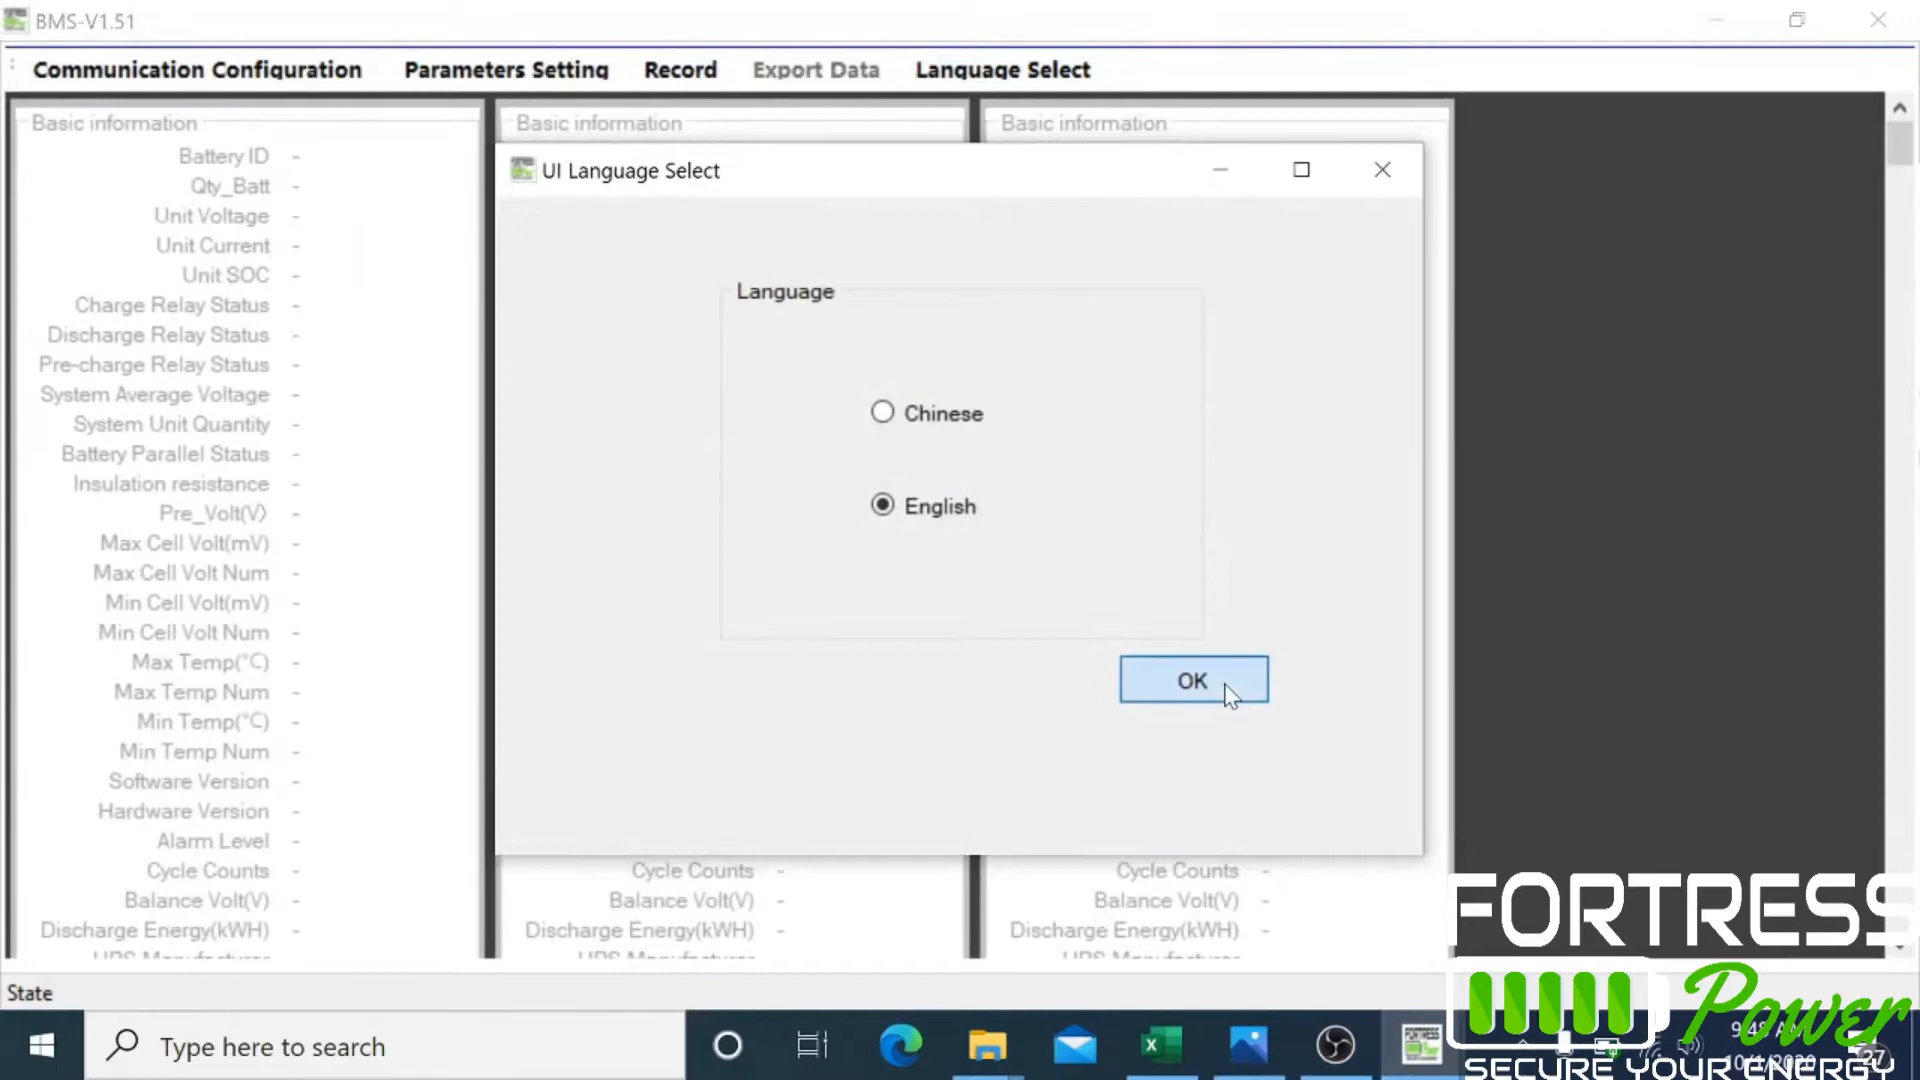 BMS-V1.51
Communication Configuration Parameters Setting Record Export Data Language Select
Basic information
Battery ID -
Qty_Batt -
Unit Voltage -
Unit Current -
Unit SOC -
Charge Relay Status -
Discharge Relay Status -
Pre-charge Relay Status -
System Average Voltage -
System Unit Quantity -
Battery Parallel Status -
Insulation resistance -
Pre_Volt(V) -
Max Cell Volt(mV) -
Max Cell Volt Num -
Min Cell Volt(mV) -
Min Cell Volt Num -
Max Temp(°C) -
Max Temp Num -
Min Temp(°C) -
Min Temp Num -
Software Version -
Hardware Version -
Alarm Level -
Cycle Counts -
Balance Volt(V) -
Discharge Energy(kWH) -
Basic information
Cycle Counts -
Balance Volt(V) -
Discharge Energy(kWH) -
Basic information
Cycle Counts -
Balance Volt(V) -
Discharge Energy(kWH) -
UI Language Select
Language
Chinese
English
OK
State
Type here to search
FORTRESS
Power
SECURE YOUR ENERGY
10/1/2020
27